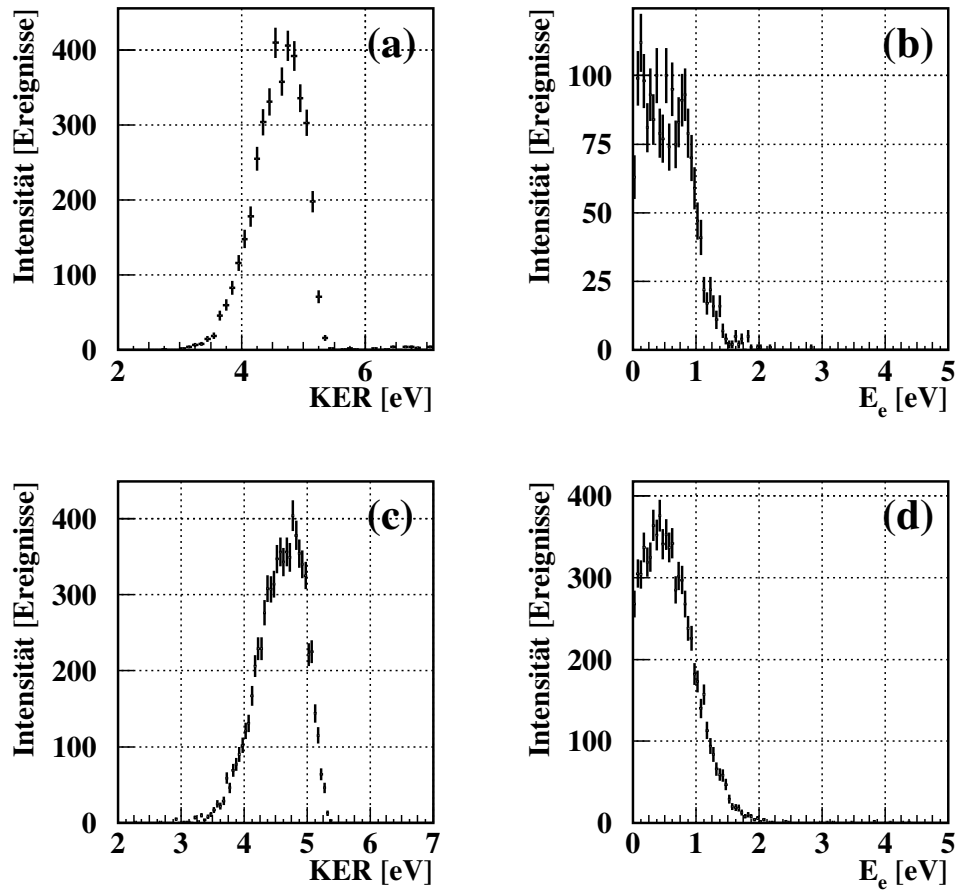 (a)
Intensität [Ereignisse]
400
300
200
100
0
2 4 6
KER [eV]
(b)
Intensität [Ereignisse]
100
75
50
25
0
0 1 2 3 4 5
E_e [eV]
(c)
Intensität [Ereignisse]
400
300
200
100
0
2 3 4 5 6 7
KER [eV]
(d)
Intensität [Ereignisse]
400
300
200
100
0
0 1 2 3 4 5
E_e [eV]